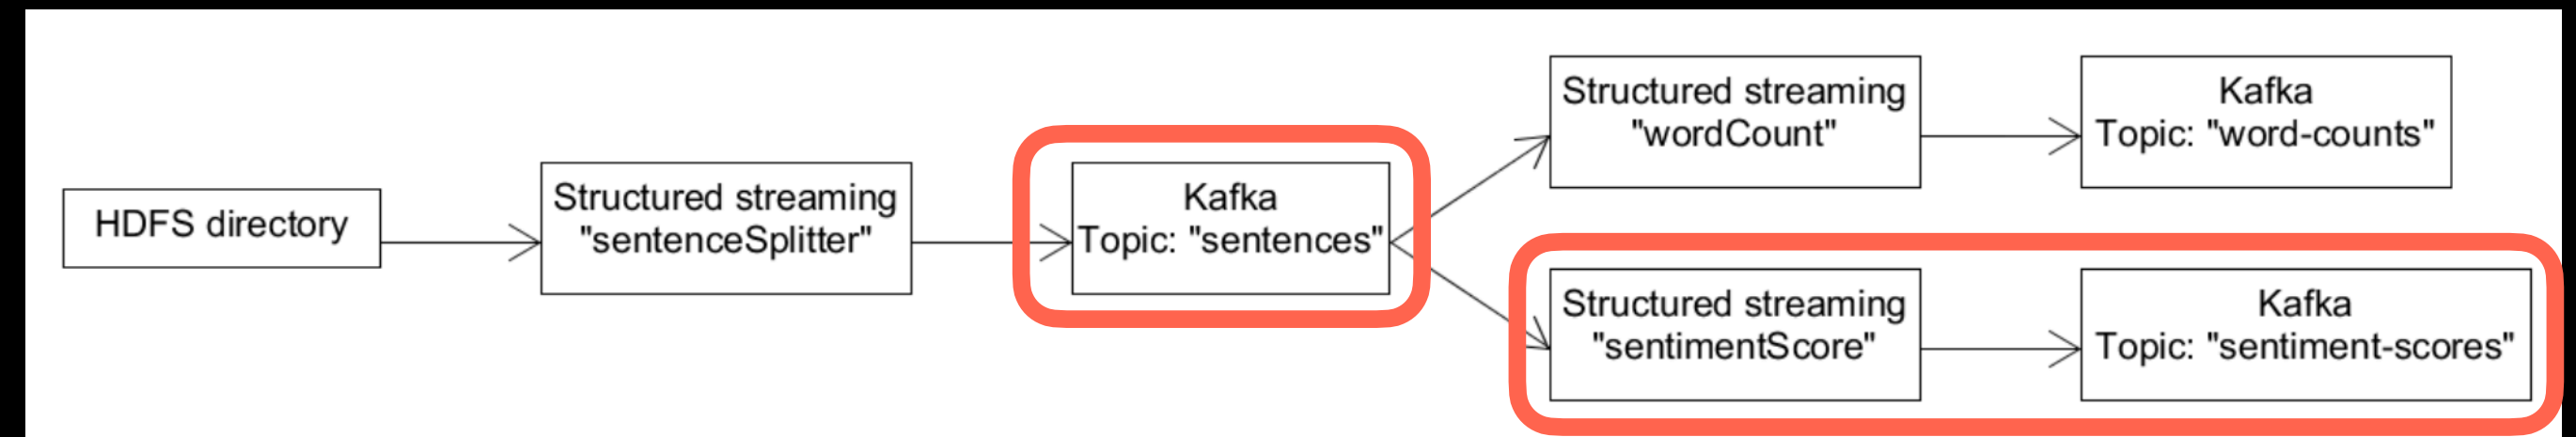 HDFS directory
Structured streaming
"sentenceSplitter"
Kafka
Topic: "sentences"
Structured streaming
"wordCount"
Kafka
Topic: "word-counts"
Structured streaming
"sentimentScore"
Kafka
Topic: "sentiment-scores"